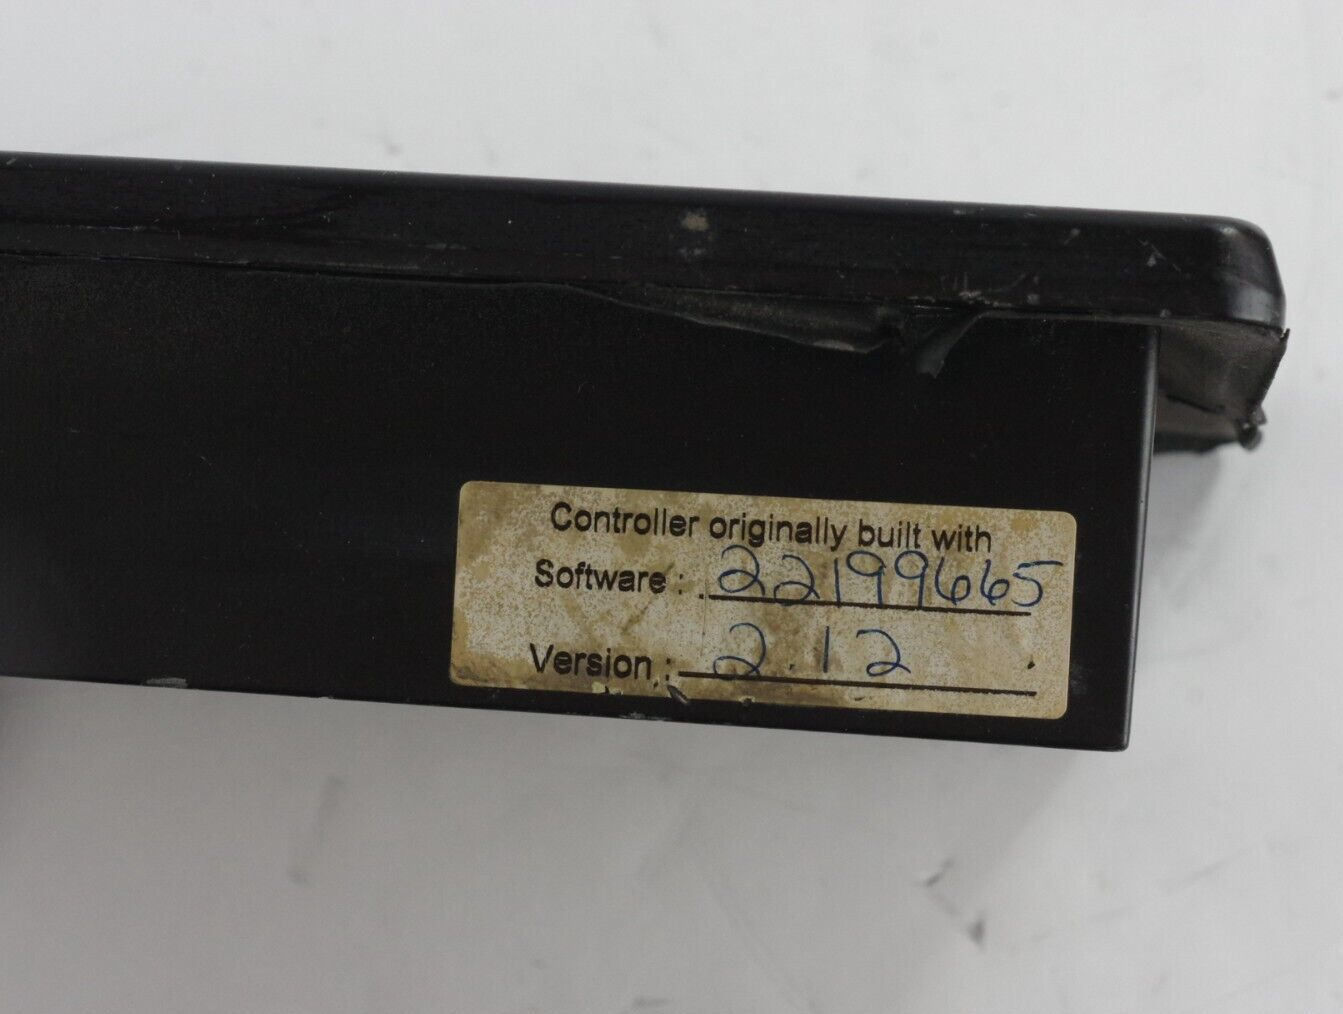 Controller originally built with
Software : 22199665
Version : 2.12